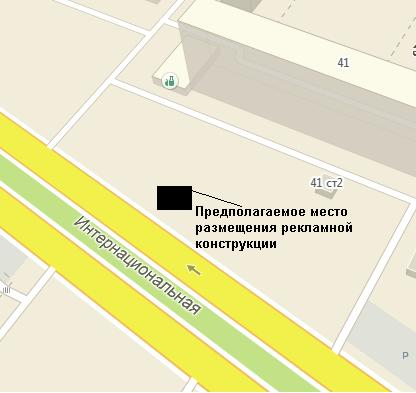 41
41 ст2
Предполагаемое место
размещения рекламной
конструкции
Интернациональная
P